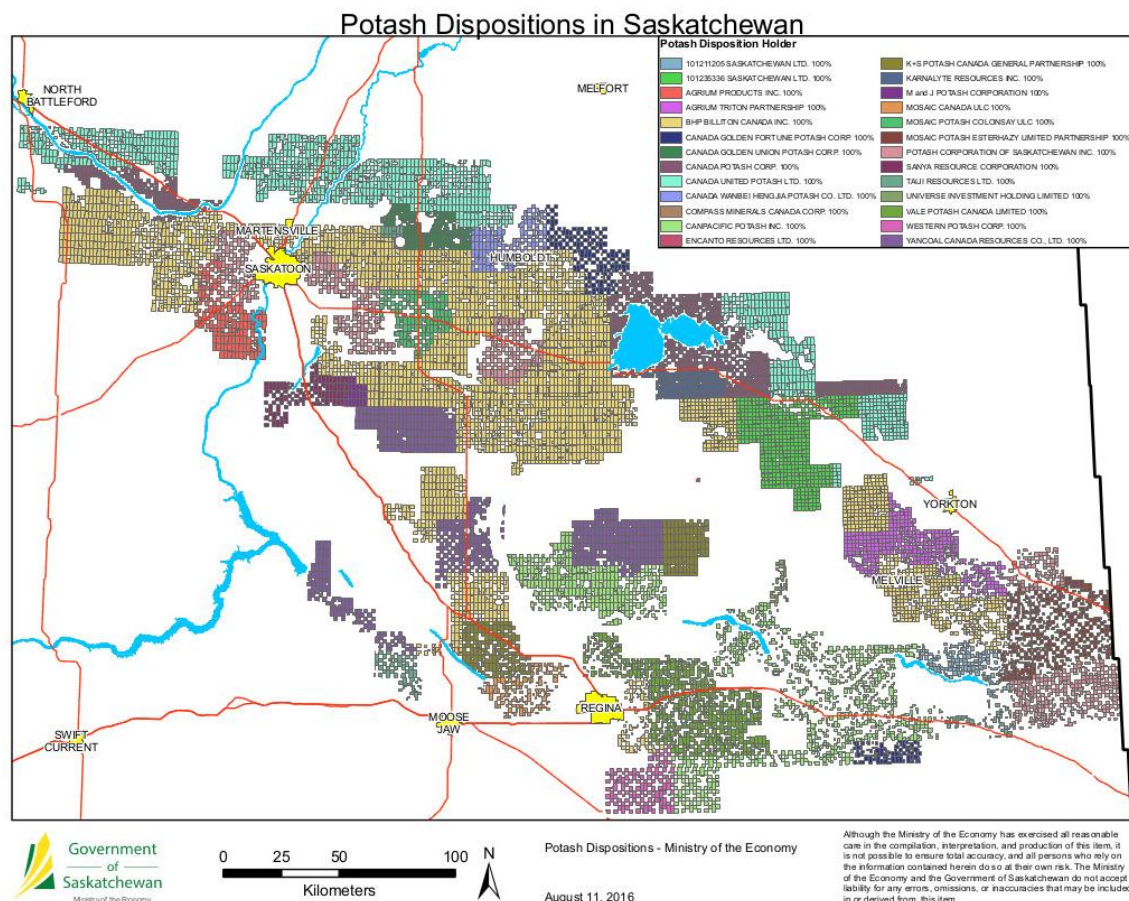 Potash Dispositions in Saskatchewan
Potash Disposition Holder
101211205 SASKATCHEWAN LTD. 100%
101235336 SASKATCHEWAN LTD. 100%
AGRIUM PRODUCTS INC. 100%
AGRIUM TRITON PARTNERSHIP 100%
BHP BILLITON CANADA INC. 100%
CANADA GOLDEN FORTUNE POTASH CORP. 100%
CANADA GOLDEN UNION POTASH CORP. 100%
CANADA POTASH CORP. 100%
CANADA UNITED POTASH LTD. 100%
CANADA WANBEI HENGJIA POTASH CO. LTD. 100%
COMPASS MINERALS CANADA CORP. 100%
CANPACIFIC POTASH INC. 100%
ENCANTO RESOURCES LTD. 100%
K+S POTASH CANADA GENERAL PARTNERSHIP 100%
KARNALYTE RESOURCES INC. 100%
M and J POTASH CORPORATION 100%
MOSAIC CANADA ULC 100%
MOSAIC POTASH COLONSAY ULC 100%
MOSAIC POTASH ESTERHAZY LIMITED PARTNERSHIP 100%
POTASH CORPORATION OF SASKATCHEWAN INC. 100%
SANYA RESOURCE CORPORATION 100%
TAIJI RESOURCES LTD. 100%
UNIVERSE INVESTMENT HOLDING LIMITED 100%
VALE POTASH CANADA LIMITED 100%
WESTERN POTASH CORP. 100%
YANCOAL CANADA RESOURCES CO., LTD. 100%
NORTH
BATTLEFORD
MELFORT
MARTENSVILLE
SASKATOON
HUMBOLDT
YORKTON
MELVILLE
REGINA
MOOSE
JAW
SWIFT
CURRENT
Government
of
Saskatchewan
Ministry of the Economy
0 25 50 100
Kilometers
N
Potash Dispositions - Ministry of the Economy
August 11, 2016
Although the Ministry of the Economy has exercised all reasonable
care in the compilation, interpretation, and production of this item, it
is not possible to ensure total accuracy, and all persons who rely on
the information contained herein do so at their own risk. The Ministry
of the Economy and the Government of Saskatchewan do not accept
liability for any errors, omissions, or inaccuracies that may be included
in or derived from, this item.